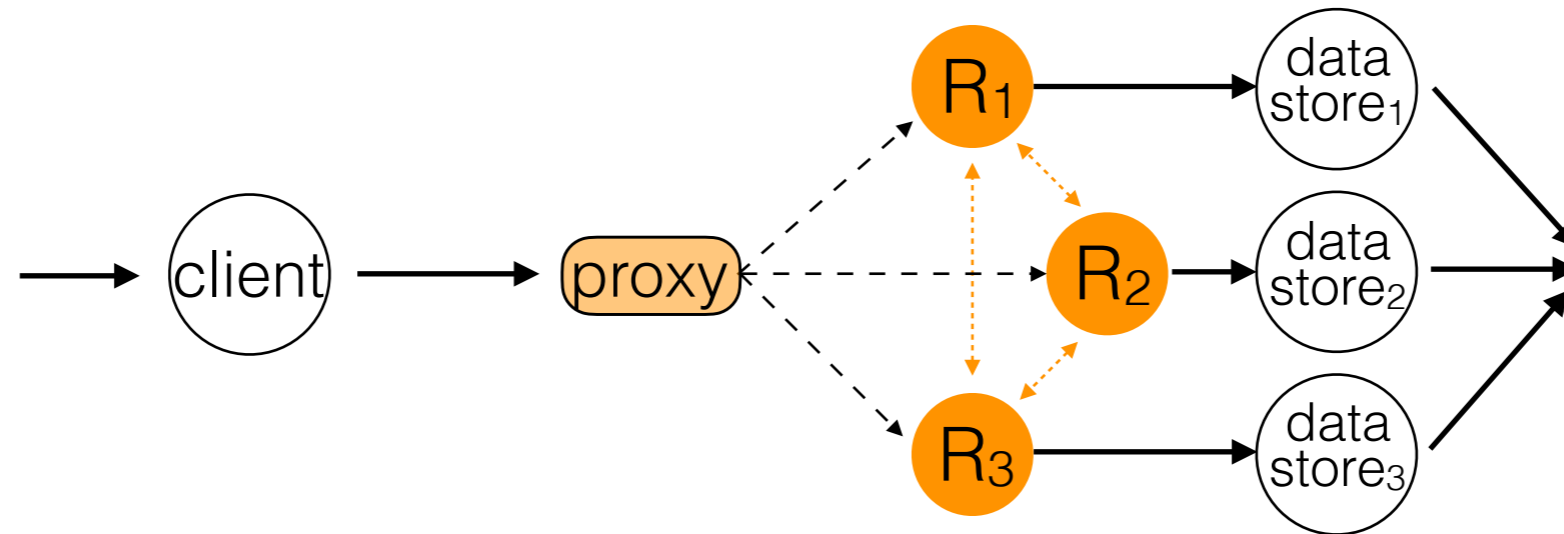 client
proxy
R₁
R₂
R₃
data
store₁
data
store₂
data
store₃